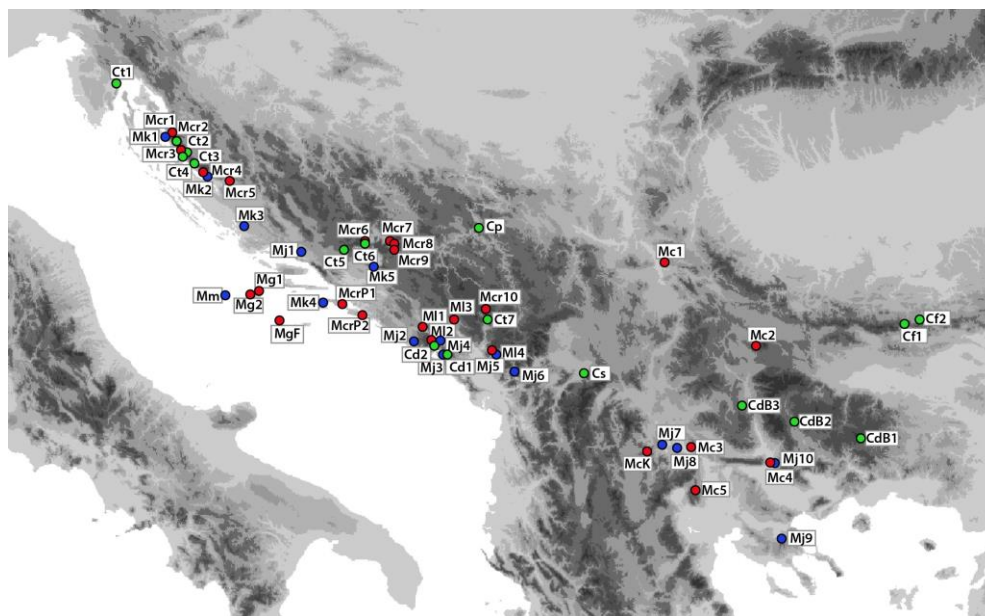 Ct1
Mcr1
Mcr2
Mk1
Ct2
Mcr3
Ct3
Ct4
Mcr4
Mk2
Mcr5
Mk3
Mcr6
Mcr7
Cp
Mj1
Mcr8
Ct5
Ct6
Mcr9
Mc1
Mk5
Mg1
Mm
Mg2
Mk4
McrP1
Mcr10
MgF
McrP2
Ml1
Ml3
Ct7
Cf2
Cf1
Ml2
Mj2
Mj4
Mc2
Cd2
Ml4
Mj3
Cd1
Mj5
Mj6
Cs
CdB3
CdB2
Mj7
CdB1
Mc3
McK
Mj8
Mj10
Mc4
Mc5
Mj9